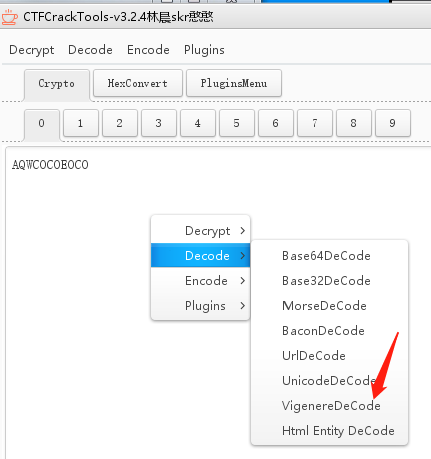 CTFCrackTools-v3.2.4林晨skr憨憨
Decrypt Decode Encode Plugins
Crypto HexConvert PluginsMenu
0 1 2 3 4 5 6 7 8 9
AQWCOCOEOCO
Decrypt
Decode
Encode
Plugins
Base64DeCode
Base32DeCode
MorseDeCode
BaconDeCode
UrlDeCode
UnicodeDeCode
VigenereDeCode
Html Entity DeCode